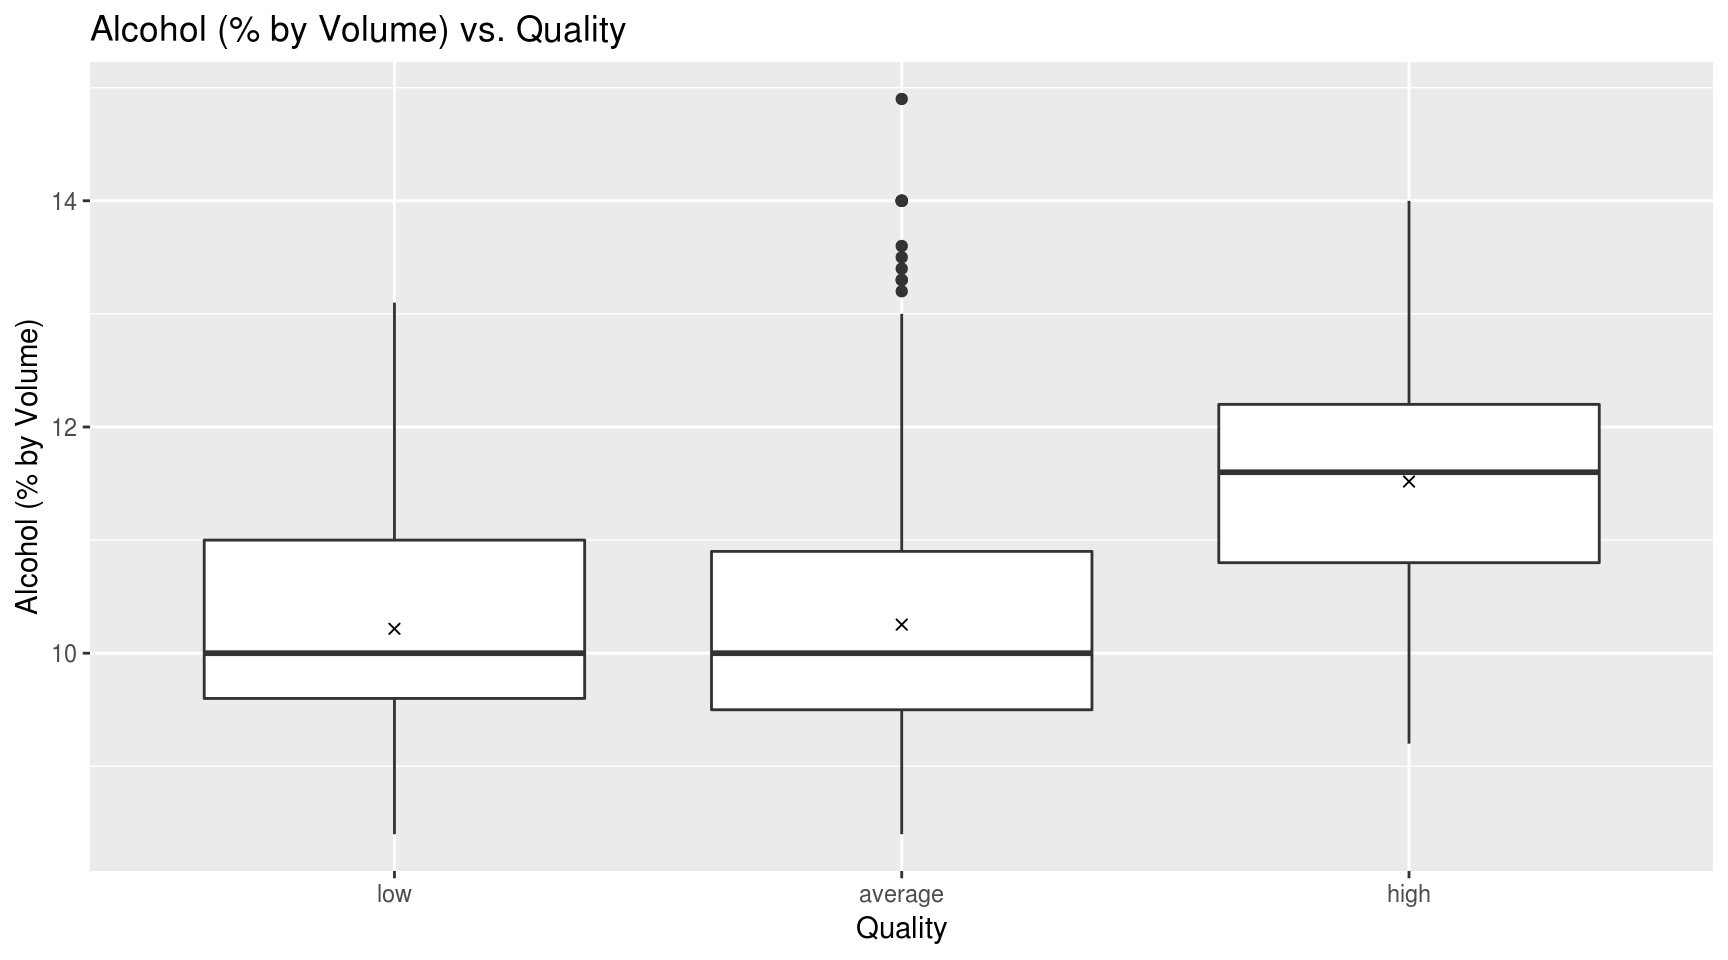 Alcohol (% by Volume) vs. Quality
Alcohol (% by Volume)
14
12
10
low average high
Quality